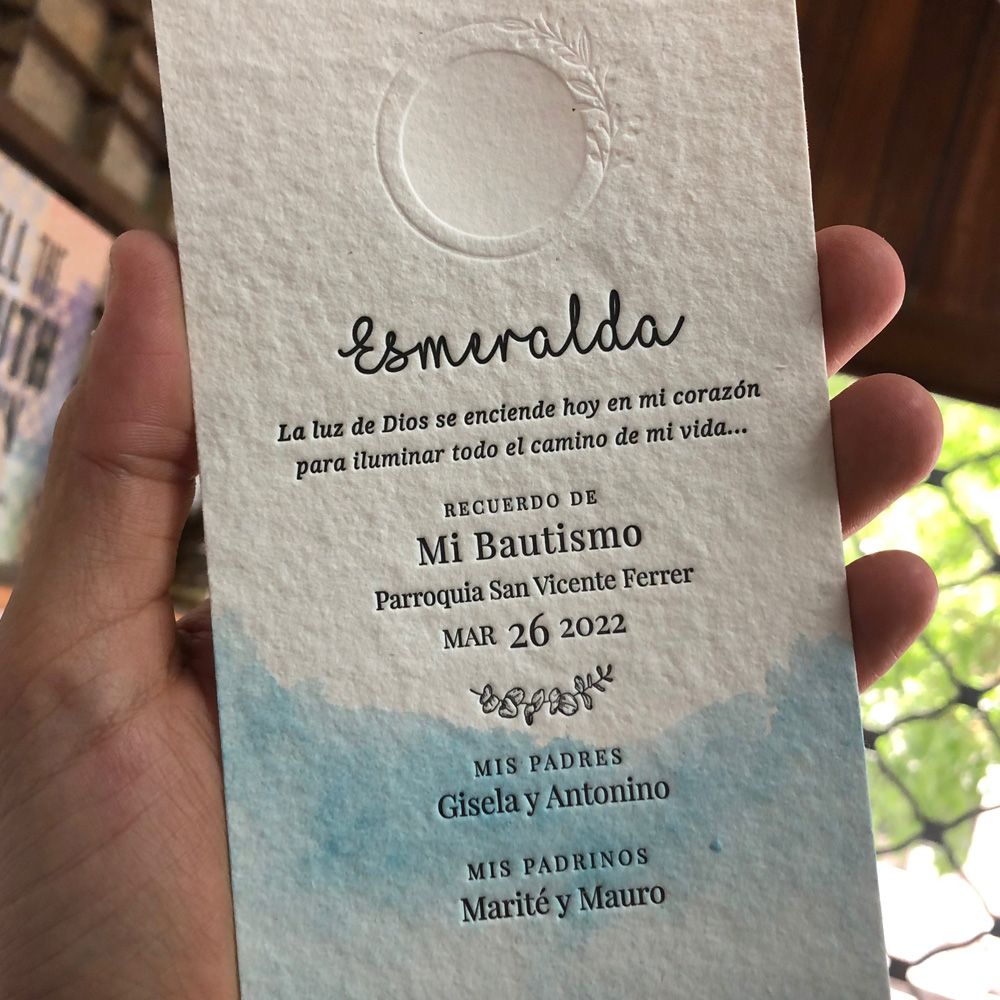 Esmeralda
La luz de Dios se enciende hoy en mi corazón
para iluminar todo el camino de mi vida...
RECUERDO DE
Mi Bautismo
Parroquia San Vicente Ferrer
MAR 26 2022
MIS PADRES
Gisela y Antonino
MIS PADRINOS
Marité y Mauro